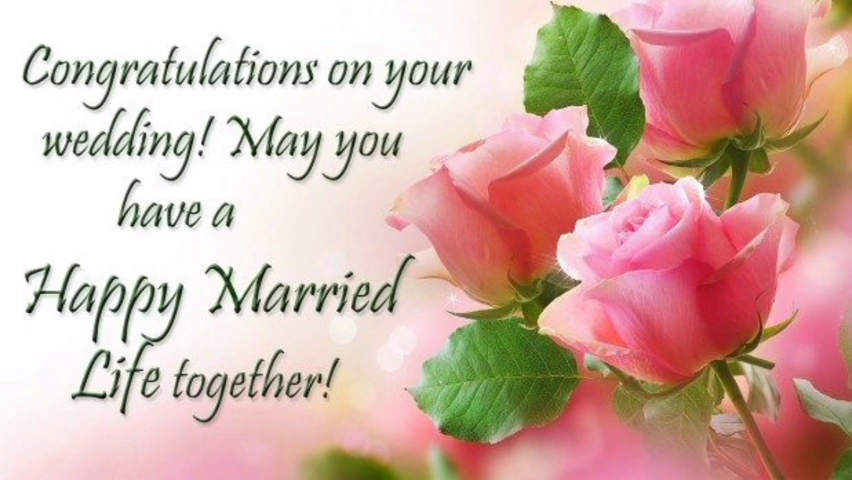 Congratulations on your
wedding! May you
have a
Happy Married
Life together!